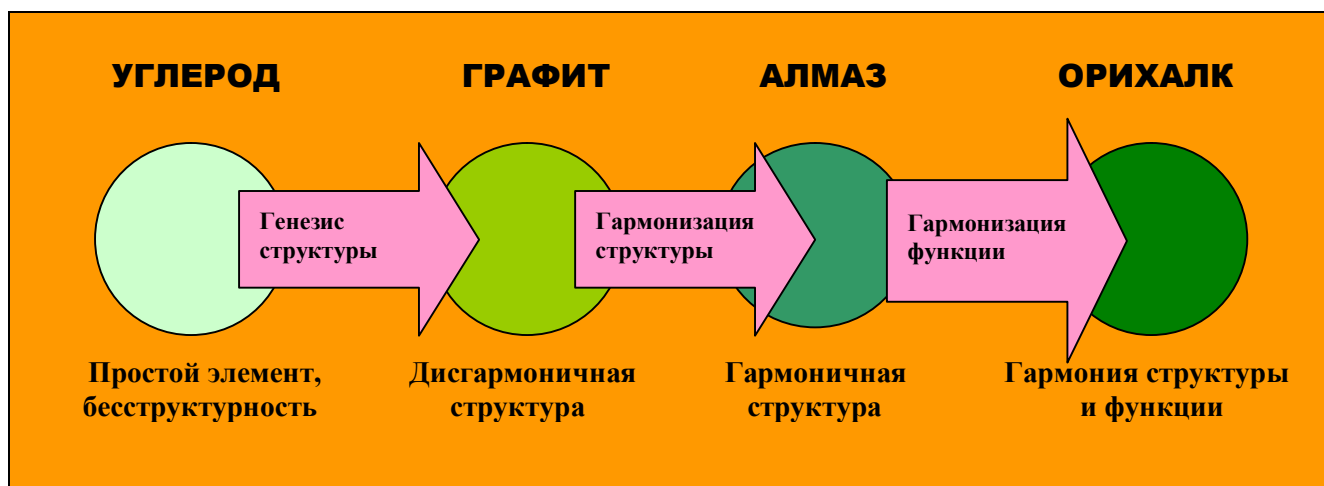 УГЛЕРОД
ГРАФИТ
АЛМАЗ
ОРИХАЛК
Генезис
структуры
Гармонизация
структуры
Гармонизация
функции
Простой элемент,
бесструктурность
Дисгармоничная
структура
Гармоничная
структура
Гармония структуры
и функции